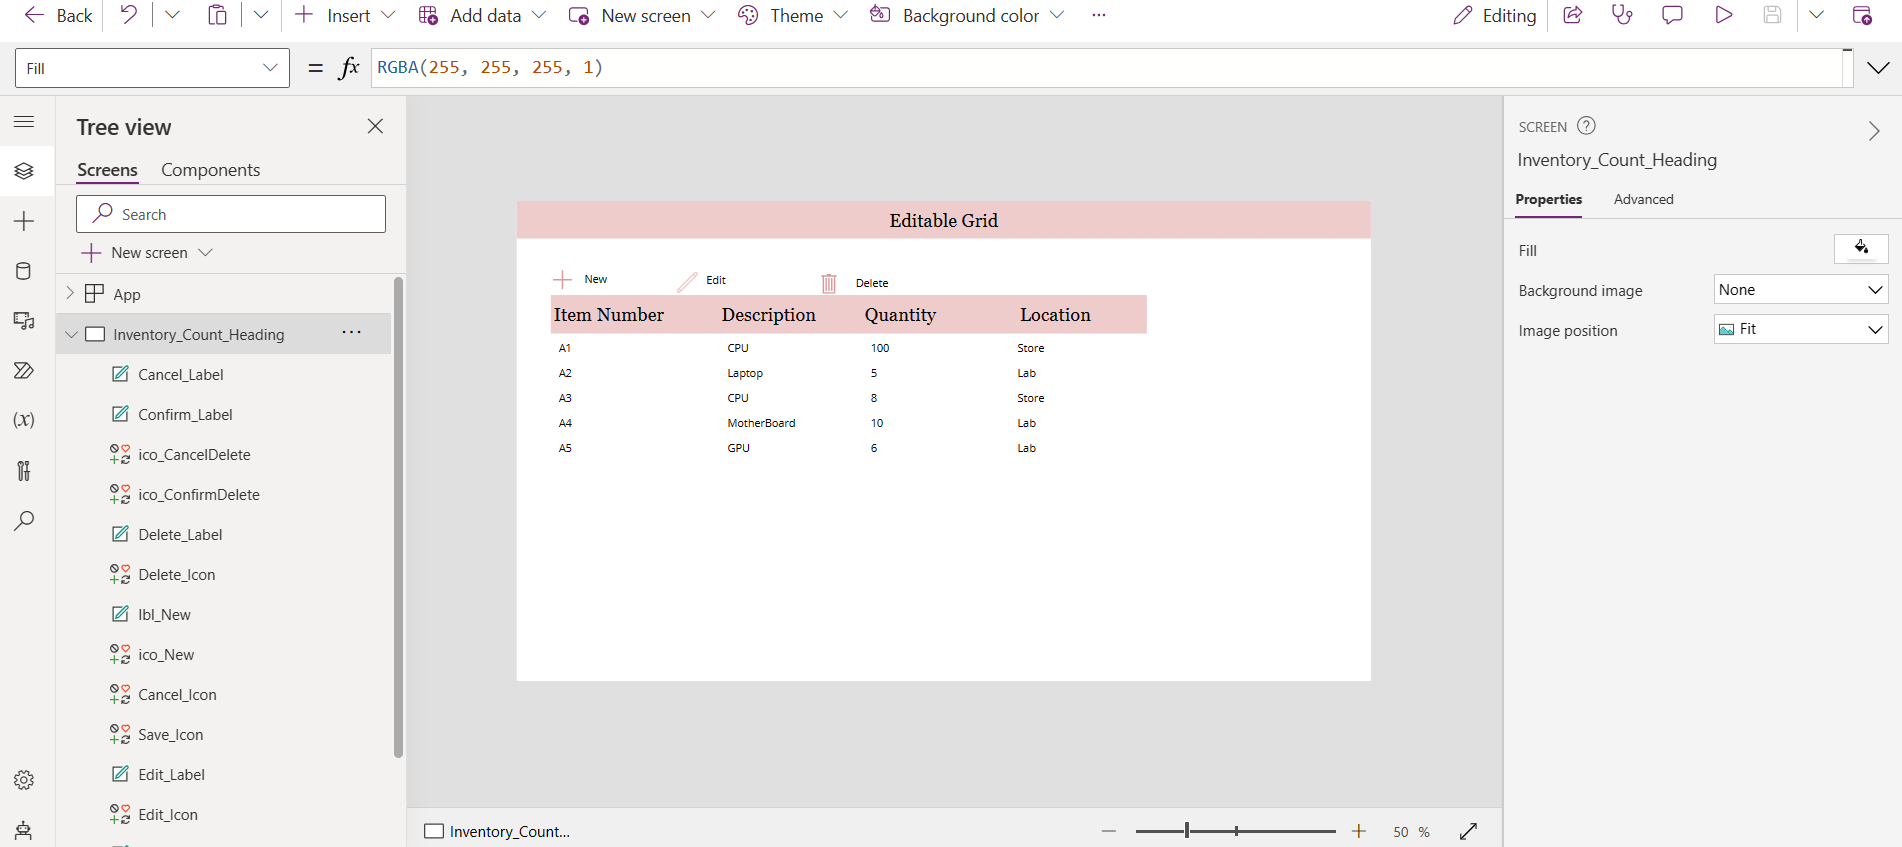 Back Insert Add data New screen Theme Background color ... Editing
Fill = fx RGBA(255, 255, 255, 1)
Tree view
Screens Components
Search
New screen
App
Inventory_Count_Heading ...
Cancel_Label
Confirm_Label
ico_CancelDelete
ico_ConfirmDelete
Delete_Label
Delete_Icon
lbl_New
ico_New
Cancel_Icon
Save_Icon
Edit_Label
Edit_Icon
(x)
Editable Grid
New Edit Delete
Item Number Description Quantity Location
A1 CPU 100 Store
A2 Laptop 5 Lab
A3 CPU 8 Store
A4 MotherBoard 10 Lab
A5 GPU 6 Lab
Inventory_Count... 50 %
SCREEN ?
Inventory_Count_Heading
Properties Advanced
Fill
Background image None
Image position Fit